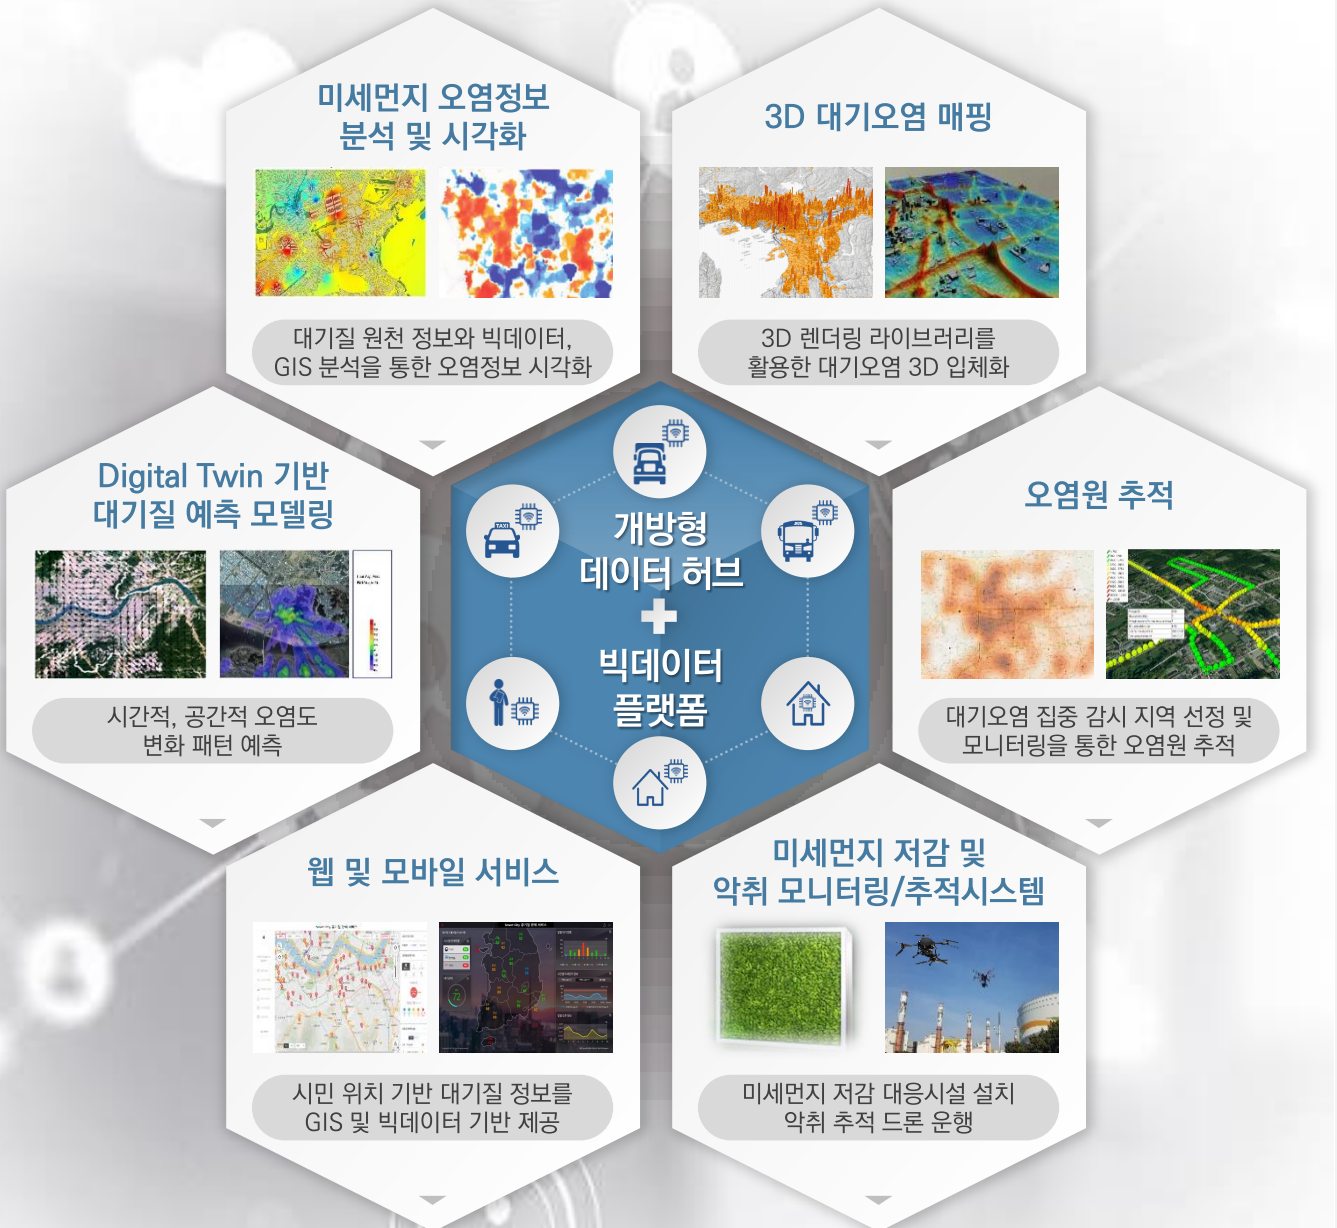 미세먼지 오염정보
분석 및 시각화
대기질 원천 정보와 빅데이터,
GIS 분석을 통한 오염정보 시각화
3D 대기오염 매핑
3D 렌더링 라이브러리를
활용한 대기오염 3D 입체화
Digital Twin 기반
대기질 예측 모델링
시간적, 공간적 오염도
변화 패턴 예측
TAXI
개방형
데이터 허브
+
빅데이터
플랫폼
오염원 추적
대기오염 집중 감시 지역 선정 및
모니터링을 통한 오염원 추적
웹 및 모바일 서비스
72
시민 위치 기반 대기질 정보를
GIS 및 빅데이터 기반 제공
미세먼지 저감 및
악취 모니터링/추적시스템
미세먼지 저감 대응시설 설치
악취 추적 드론 운행